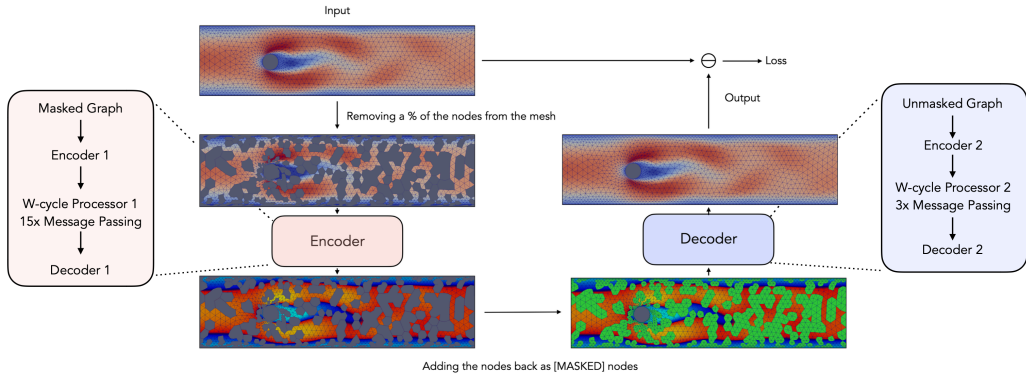 Input
Loss
Removing a % of the nodes from the mesh
Output
Masked Graph
Encoder 1
W-cycle Processor 1
15x Message Passing
Decoder 1
Encoder
Decoder
Unmasked Graph
Encoder 2
W-cycle Processor 2
3x Message Passing
Decoder 2
Adding the nodes back as [MASKED] nodes